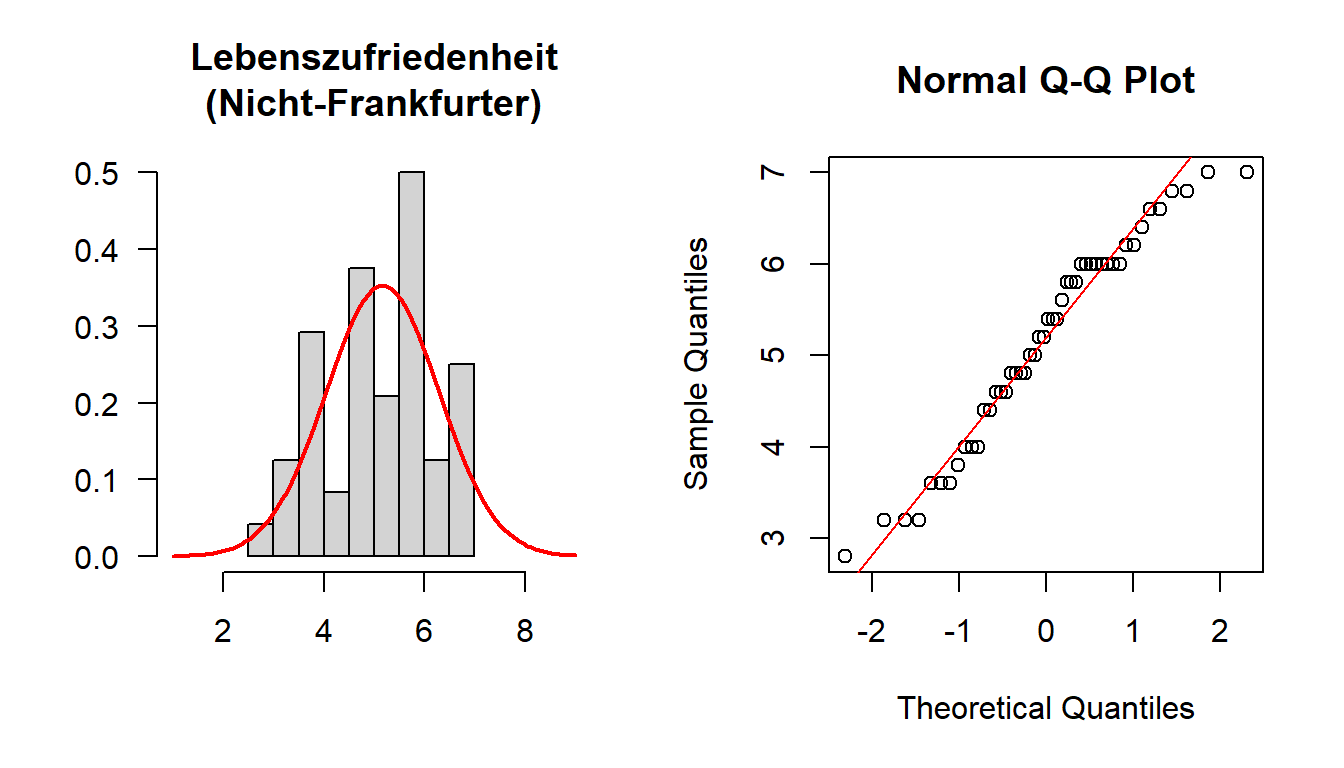 Lebenszufriedenheit
(Nicht-Frankfurter)
0.5
0.4
0.3
0.2
0.1
0.0
2 4 6 8
Normal Q-Q Plot
Sample Quantiles
7
6
5
4
3
-2 -1 0 1 2
Theoretical Quantiles